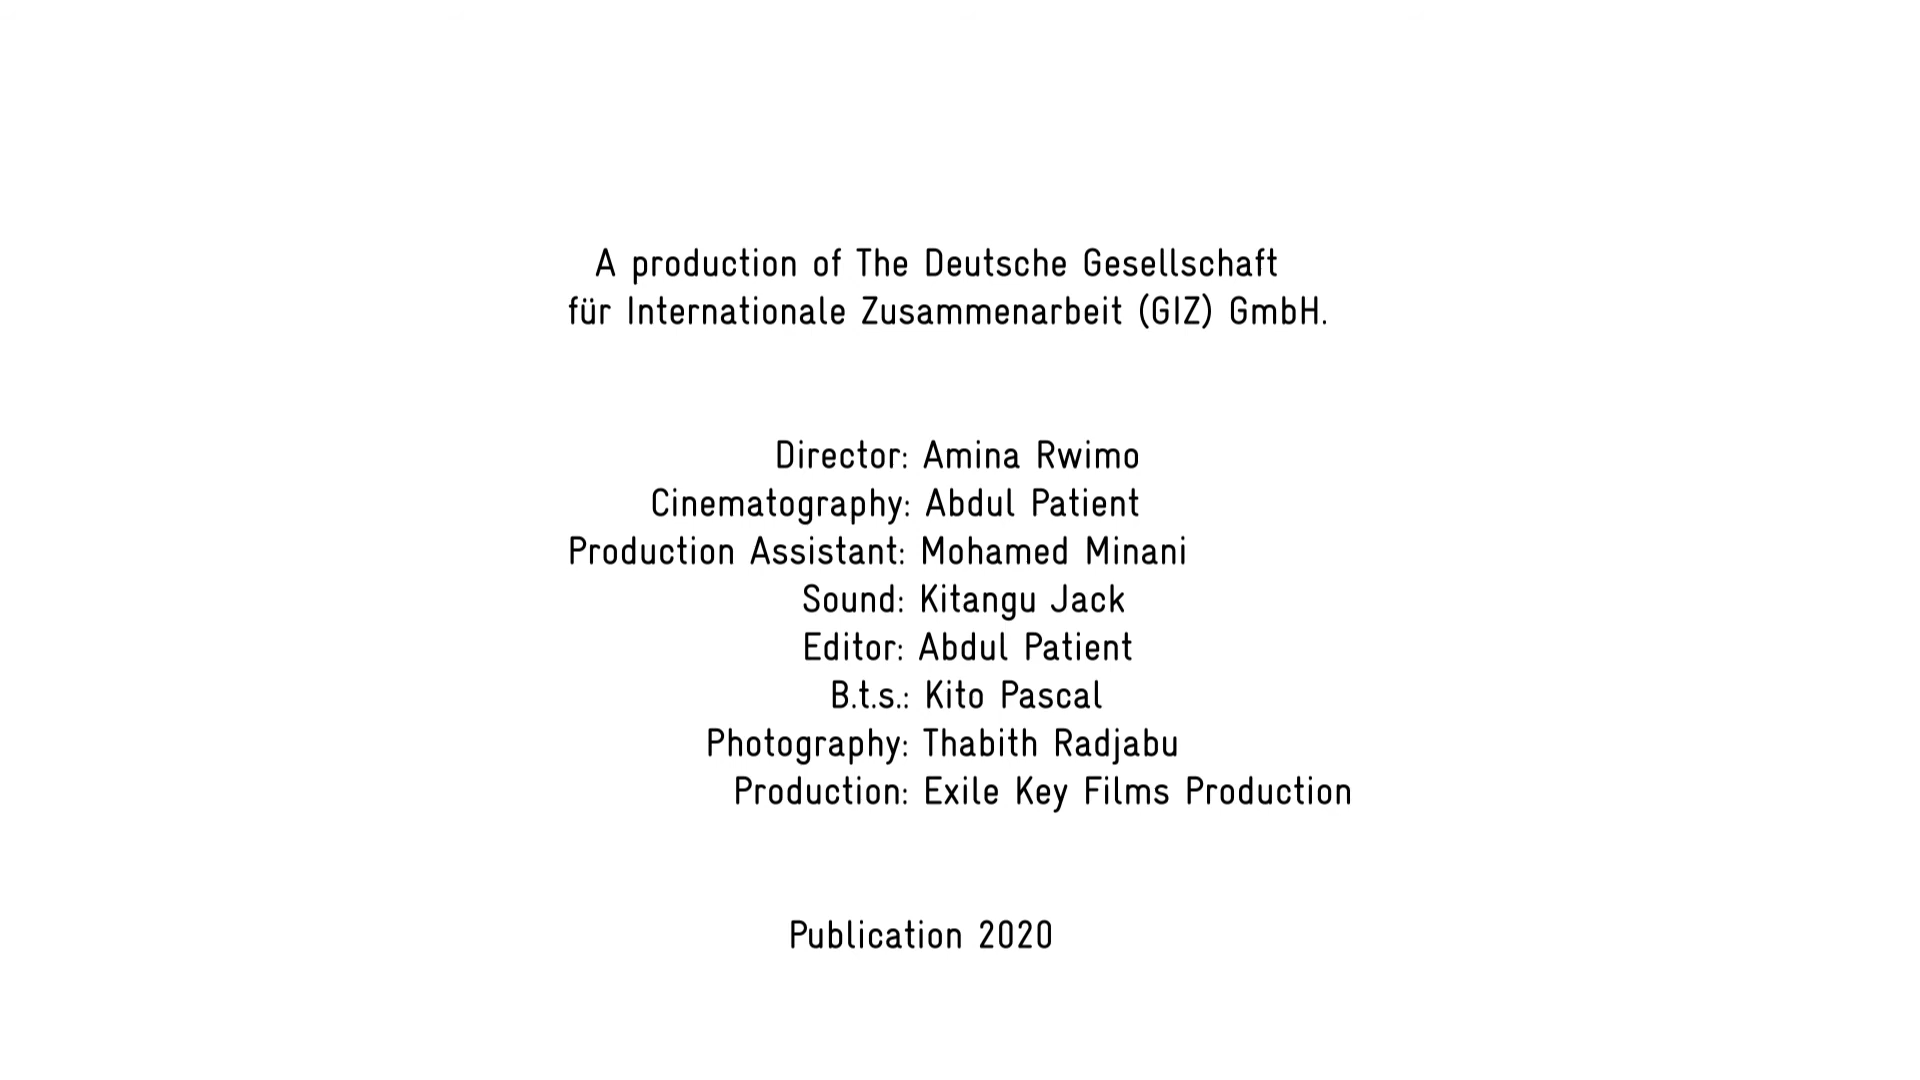 A production of The Deutsche Gesellschaft
für Internationale Zusammenarbeit (GIZ) GmbH.
Director: Amina Rwimo
Cinematography: Abdul Patient
Production Assistant: Mohamed Minani
Sound: Kitangu Jack
Editor: Abdul Patient
B.t.s.: Kito Pascal
Photography: Thabith Radjabu
Production: Exile Key Films Production
Publication 2020